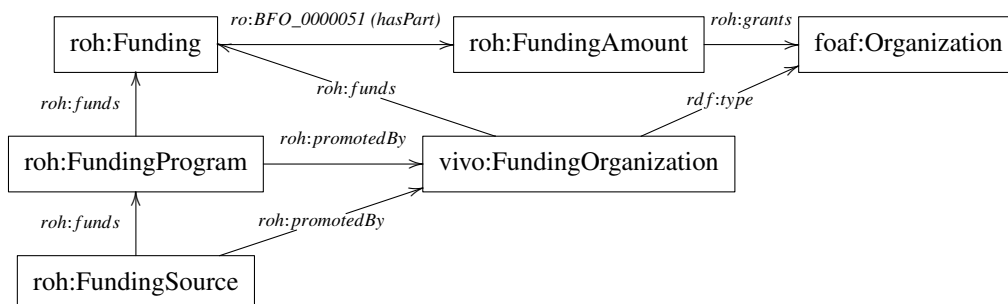 ro:BFO_0000051 (hasPart)
roh:grants
roh:Funding
roh:FundingAmount
foaf:Organization
roh:funds
roh:funds
rdf:type
roh:promotedBy
roh:FundingProgram
vivo:FundingOrganization
roh:funds
roh:promotedBy
roh:FundingSource